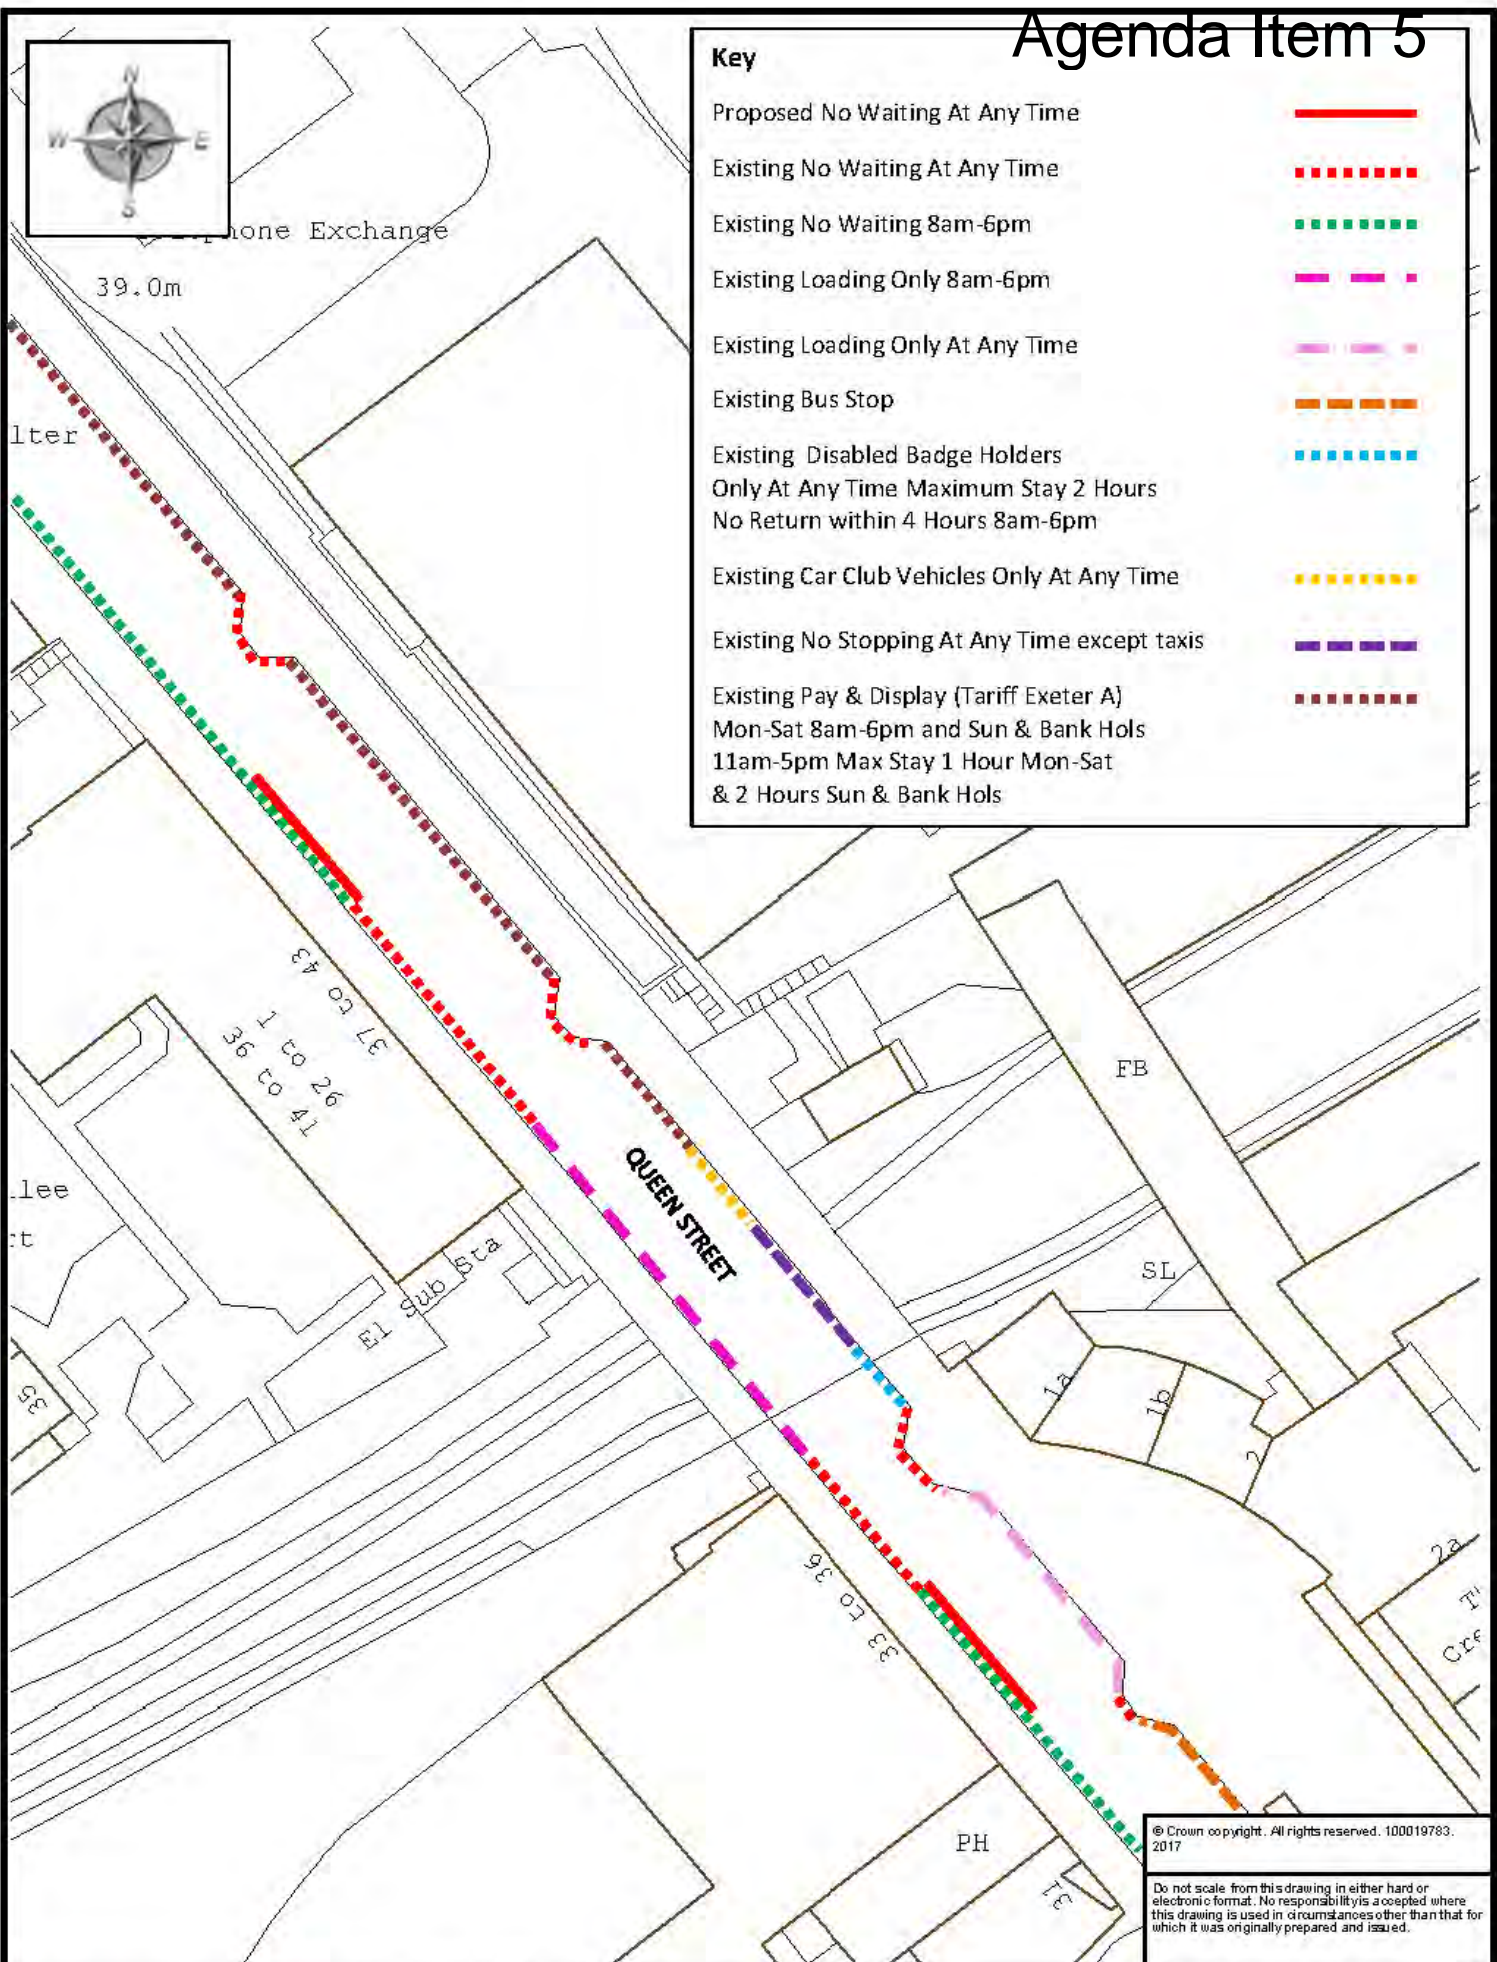 Agenda Item 5
N
W E
S
Key
Proposed No Waiting At Any Time
Existing No Waiting At Any Time
Existing No Waiting 8am-6pm
Existing Loading Only 8am-6pm
Existing Loading Only At Any Time
Existing Bus Stop
Existing Disabled Badge Holders
Only At Any Time Maximum Stay 2 Hours
No Return within 4 Hours 8am-6pm
Existing Car Club Vehicles Only At Any Time
Existing No Stopping At Any Time except taxis
Existing Pay & Display (Tariff Exeter A)
Mon-Sat 8am-6pm and Sun & Bank Hols
11am-5pm Max Stay 1 Hour Mon-Sat
& 2 Hours Sun & Bank Hols
Exchange
39.0m
lter
37 to 43
1 to 26
36 to 41
lee
FB
QUEEN STREET
El Sub Sta
SL
35
1a
1b
2
2a
33 to 36
PH
31
© Crown copyright. All rights reserved. 100019783.
2017
Do not scale from this drawing in either hard or
electronic format. No responsibility is accepted where
this drawing is used in circumstances other than that for
which it was originally prepared and issued.